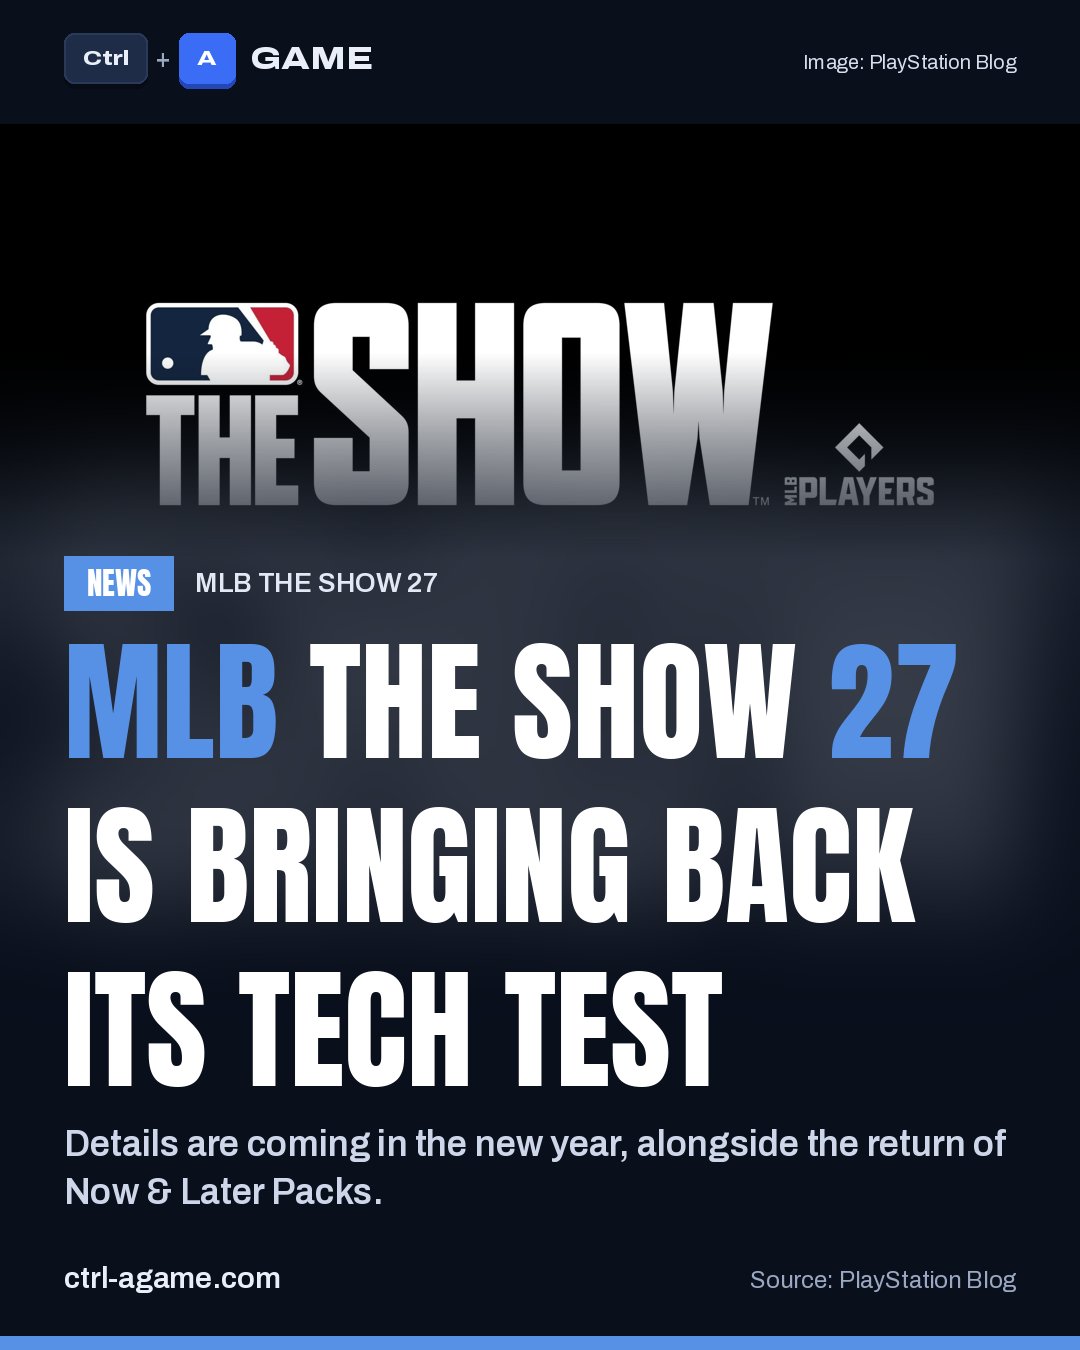 Ctrl + A GAME
Image: PlayStation Blog
THE SHOW™
MLB PLAYERS
NEWS MLB THE SHOW 27
MLB THE SHOW 27
IS BRINGING BACK
ITS TECH TEST
Details are coming in the new year, alongside the return of
Now & Later Packs.
ctrl-agame.com
Source: PlayStation Blog